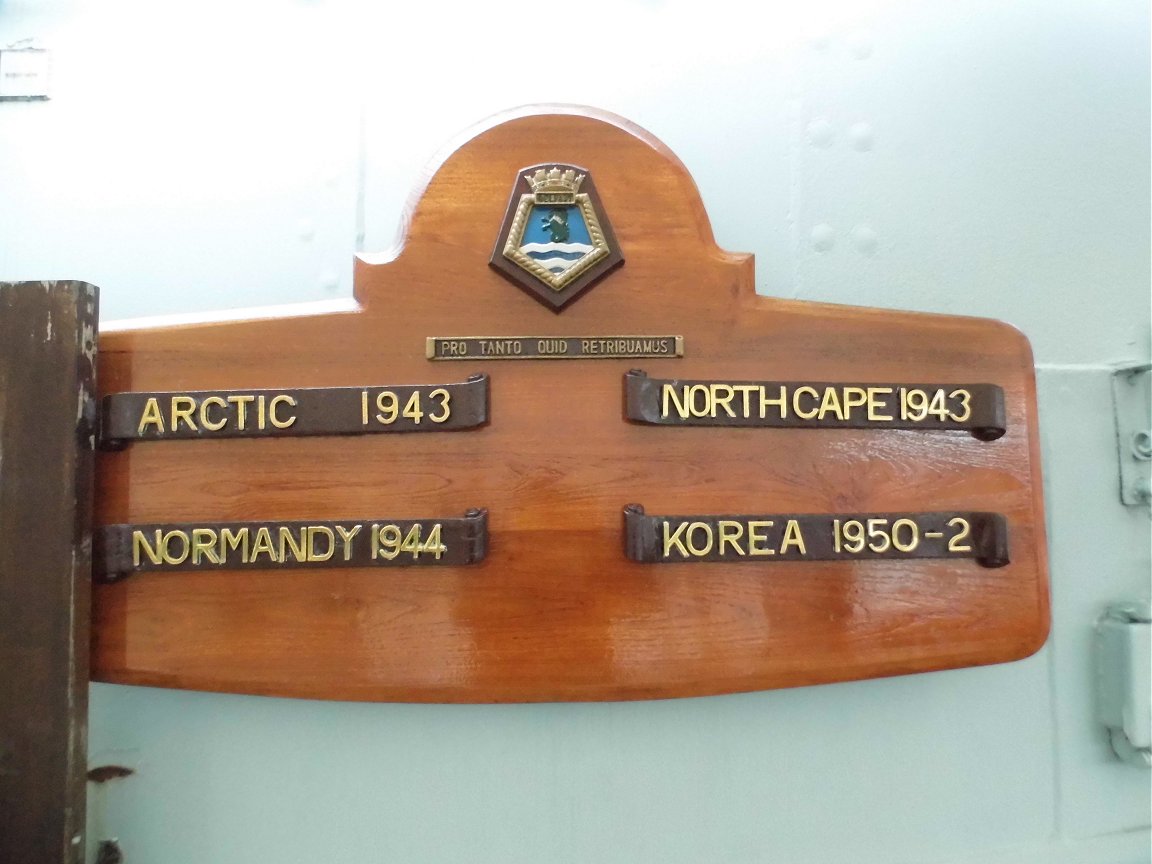 PRO TANTO QUID RETRIBUAMUS
ARCTIC 1943
NORTH CAPE 1943
NORMANDY 1944
KOREA 1950-2